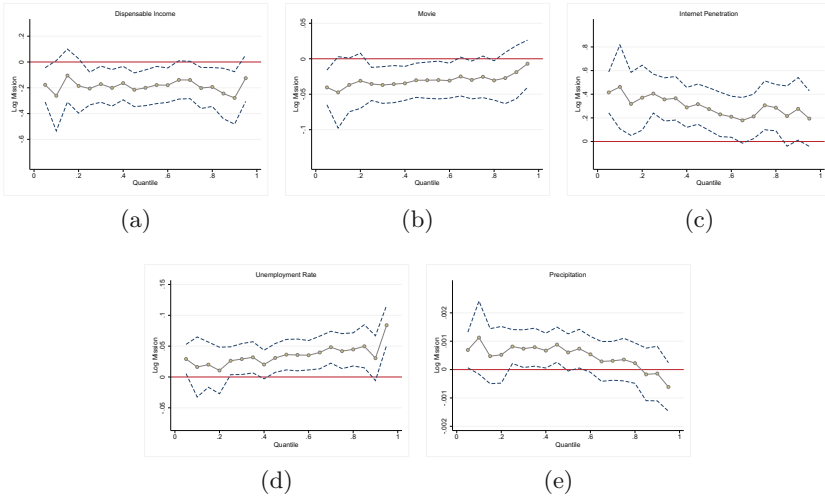 Dispensable Income
Log Mission
.2
0
-.2
-.4
-.6
0 .2 .4 .6 .8 1
Quantile
(a)
Movie
Log Mission
.05
0
-.05
-.1
0 .2 .4 .6 .8 1
Quantile
(b)
Internet Penetration
Log Mission
.8
.6
.4
.2
0
0 .2 .4 .6 .8 1
Quantile
(c)
Unemployment Rate
Log Mission
.15
.1
.05
0
-.05
0 .2 .4 .6 .8 1
Quantile
(d)
Precipitation
Log Mission
.002
.001
0
-.001
-.002
0 .2 .4 .6 .8 1
Quantile
(e)